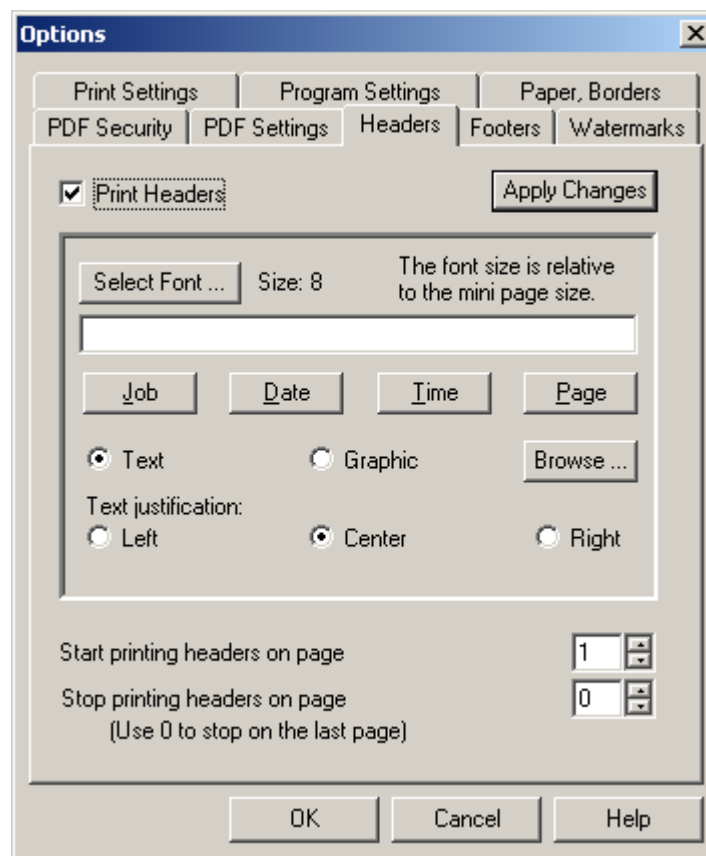 Options
Print Settings Program Settings Paper, Borders
PDF Security PDF Settings Headers Footers Watermarks
Print Headers Apply Changes
Select Font ... Size: 8 The font size is relative
to the mini page size.
Job Date Time Page
Text Graphic Browse ...
Text justification:
Left Center Right
Start printing headers on page 1
Stop printing headers on page 0
(Use 0 to stop on the last page)
OK Cancel Help